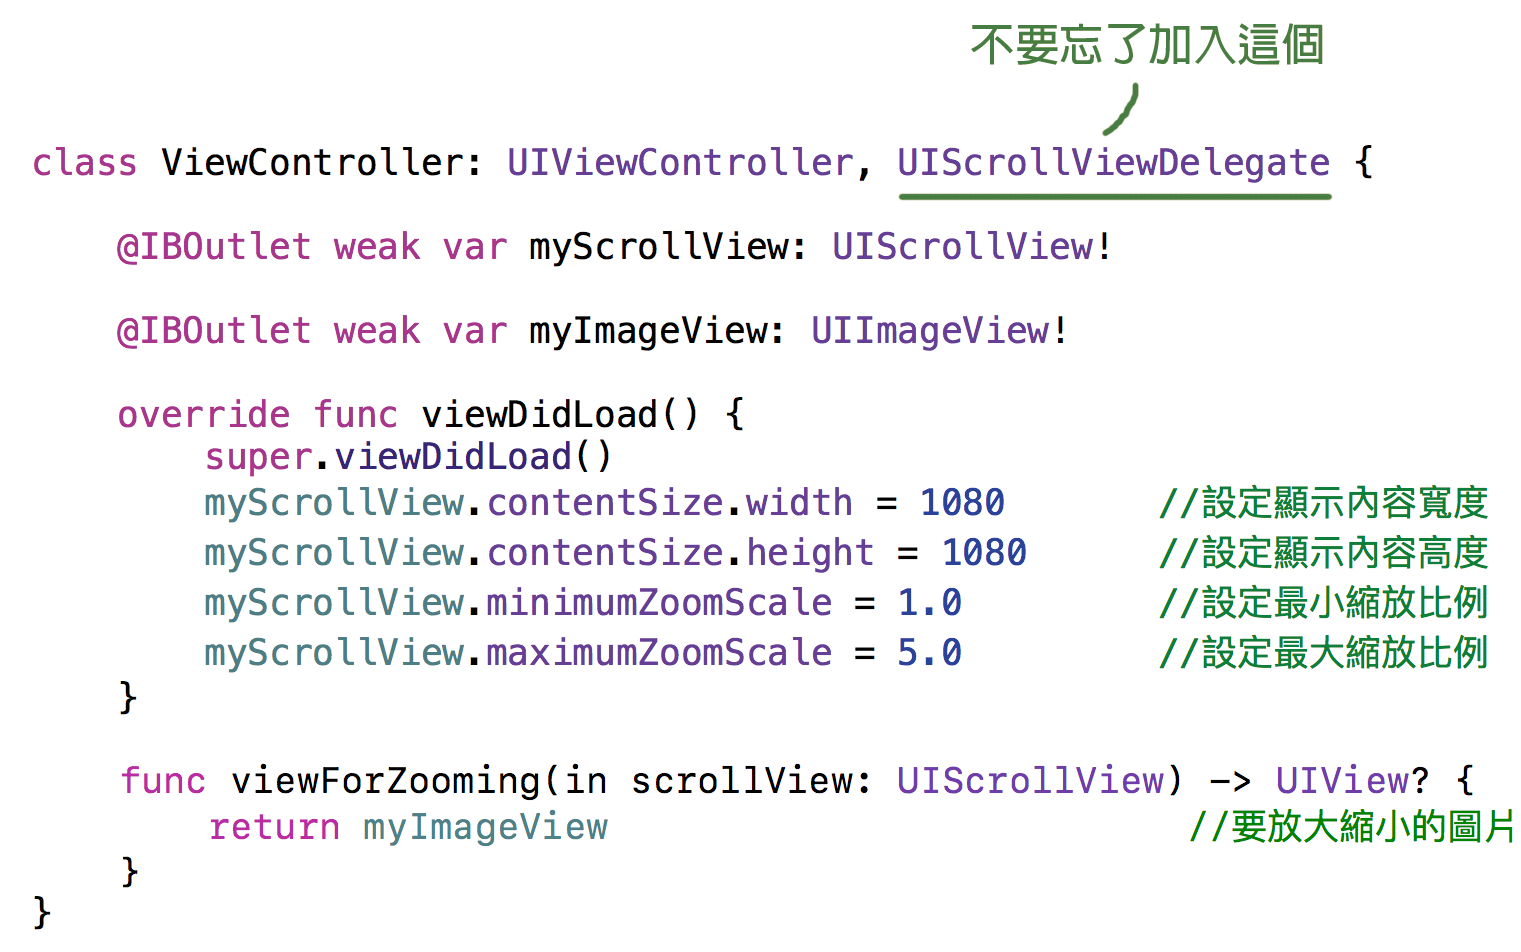 不要忘了加入這個
class ViewController: UIViewController, UIScrollViewDelegate {
@IBOutlet weak var myScrollView: UIScrollView!
@IBOutlet weak var myImageView: UIImageView!
override func viewDidLoad() {
super.viewDidLoad()
myScrollView.contentSize.width = 1080 //設定顯示內容寬度
myScrollView.contentSize.height = 1080 //設定顯示內容高度
myScrollView.minimumZoomScale = 1.0 //設定最小縮放比例
myScrollView.maximumZoomScale = 5.0 //設定最大縮放比例
}
func viewForZooming(in scrollView: UIScrollView) -> UIView? {
return myImageView //要放大縮小的圖片
}
}